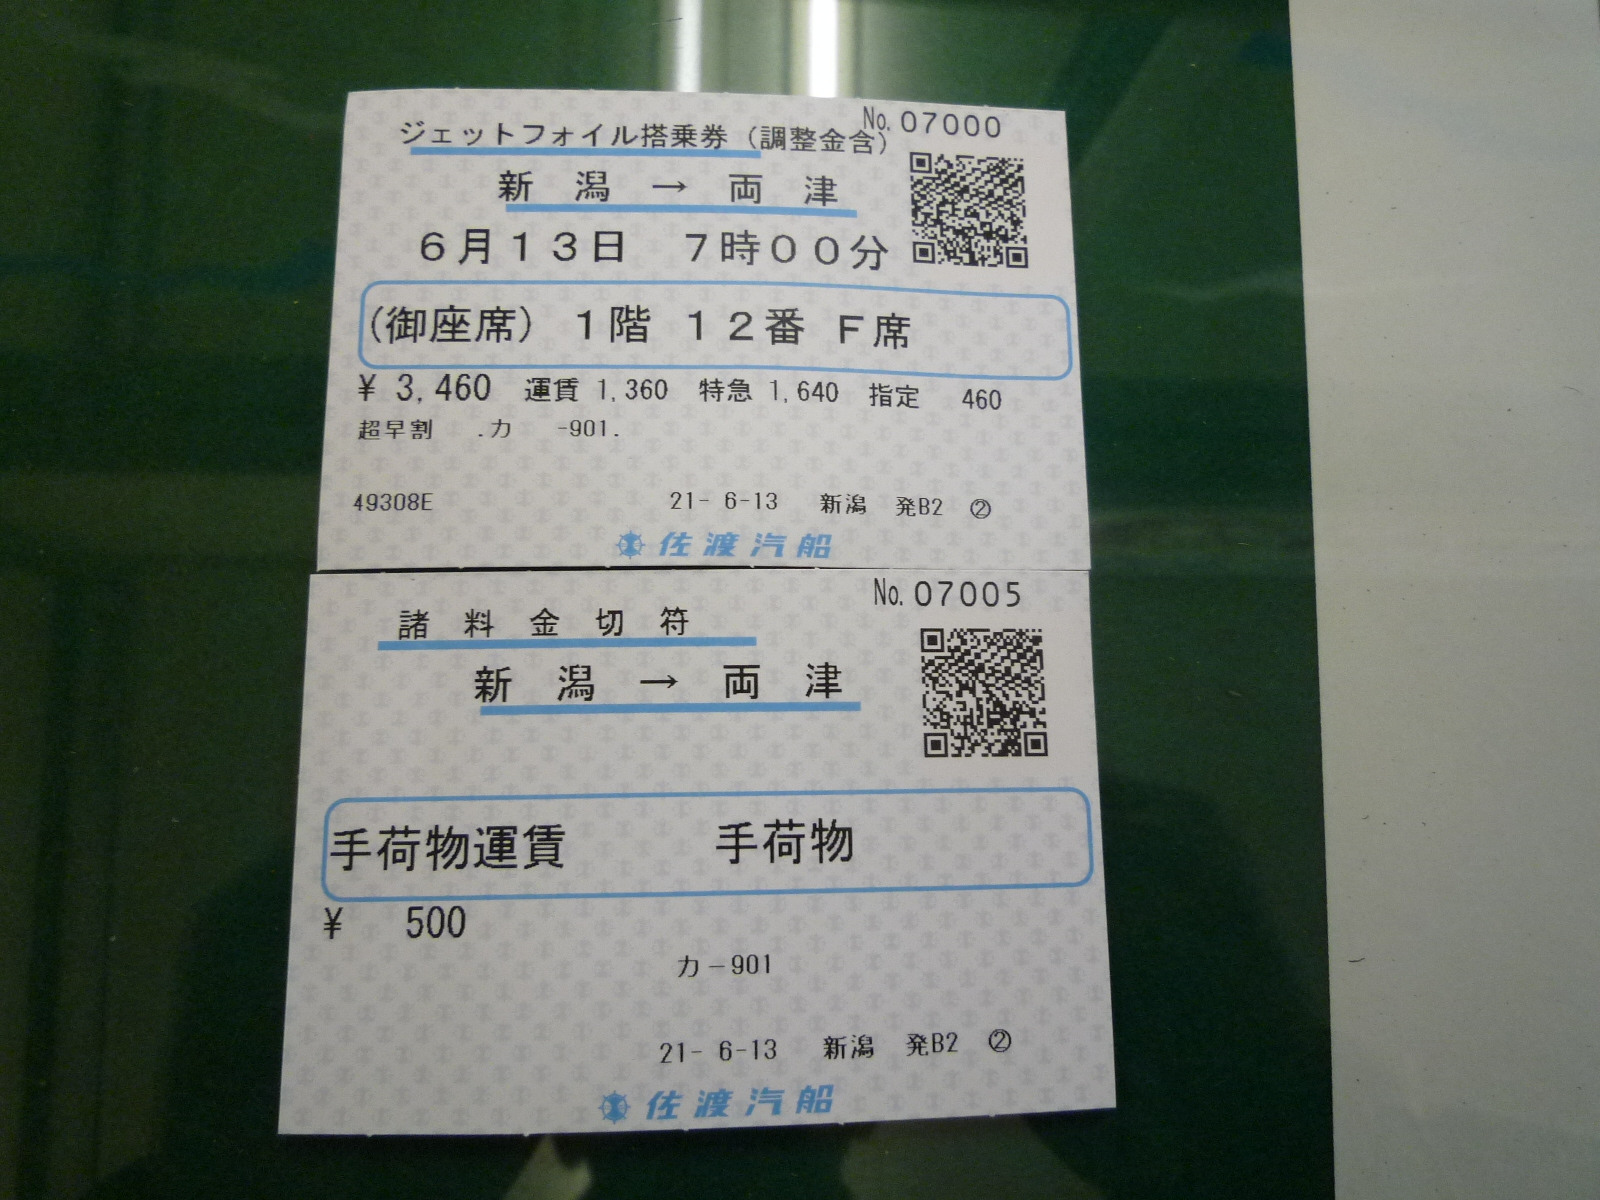 No. 07000
ジェットフォイル搭乗券（調整金含）
新潟→両津
６月１３日　７時００分
（御座席）　１階　１２番　Ｆ席
¥ 3,460　運賃 1,360　特急 1,640　指定　460
超早割　.カ　-901.
49308E　21- 6-13　新潟　発B2　②
佐渡汽船
No. 07005
諸料金切符
新潟→両津
手荷物運賃　手荷物
¥　500
カ－901
21- 6-13　新潟　発B2　②
佐渡汽船